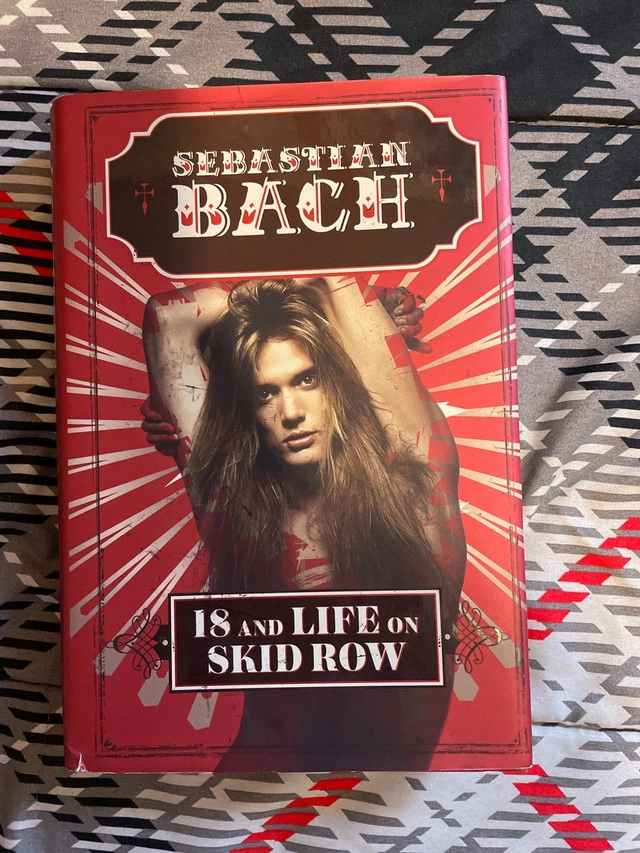 SEBASTIAN
BACH
18 AND LIFE ON
SKID ROW